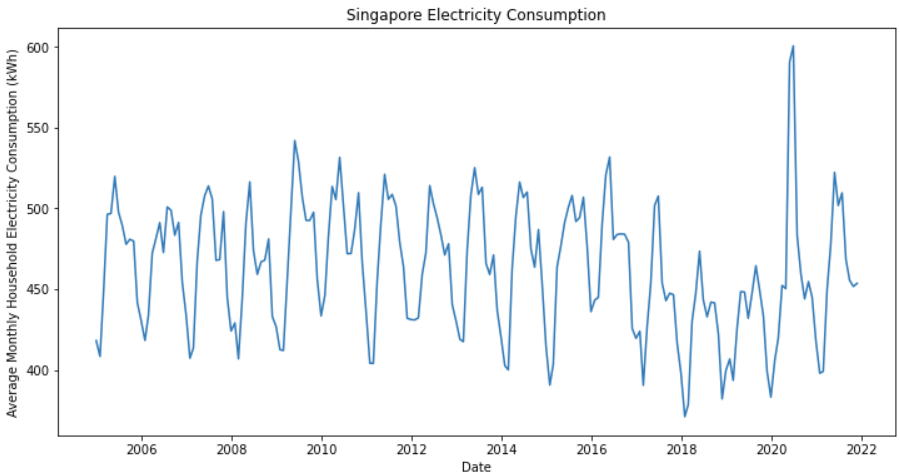 Singapore Electricity Consumption
Average Monthly Household Electricity Consumption (kWh)
600
550
500
450
400
2006 2008 2010 2012 2014 2016 2018 2020 2022
Date